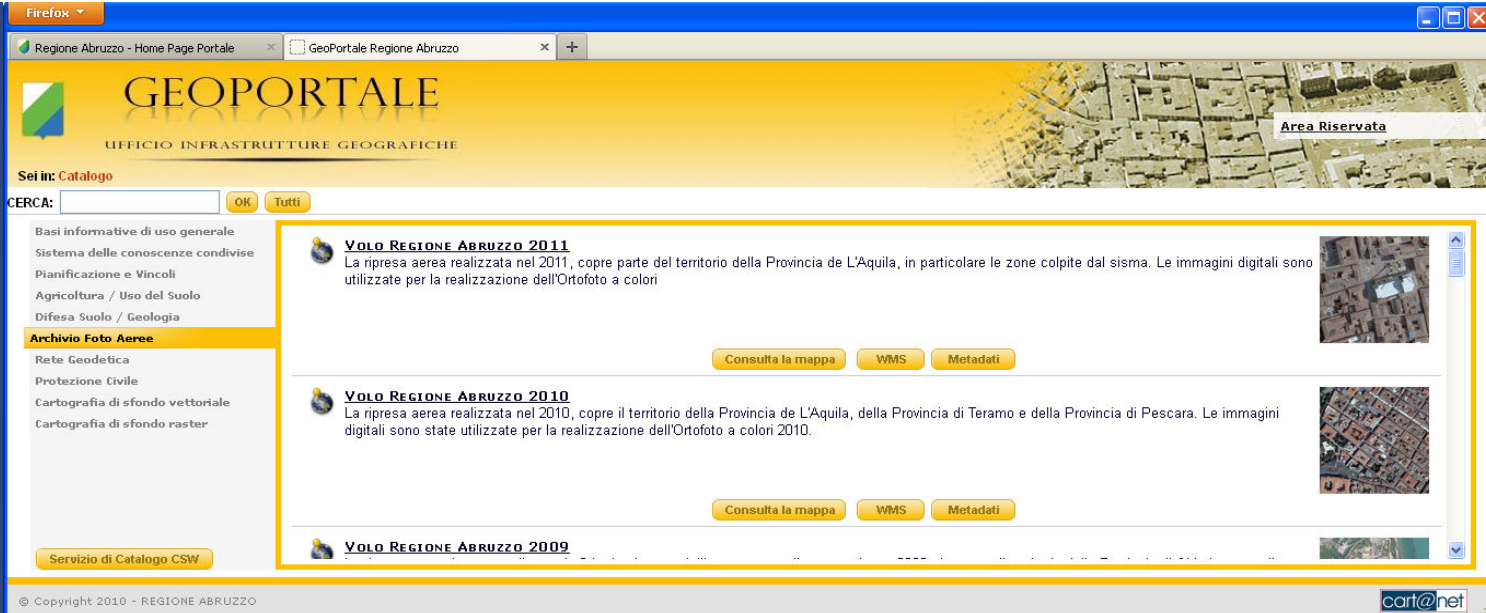 Firefox
Regione Abruzzo - Home Page Portale
GeoPortale Regione Abruzzo
GEOPORTALE
UFFICIO INFRASTRUTTURE GEOGRAFICHE
Area Riservata
Sei in: Catalogo
CERCA:
OK
Tutti
Basi informative di uso generale
Sistema delle conoscenze condivise
Pianificazione e Vincoli
Agricoltura / Uso del Suolo
Difesa Suolo / Geologia
Archivio Foto Aeree
Rete Geodetica
Protezione Civile
Cartografia di sfondo vettoriale
Cartografia di sfondo raster
Servizio di Catalogo CSW
VOLO REGIONE ABRUZZO 2011
La ripresa aerea realizzata nel 2011, copre parte del territorio della Provincia de L'Aquila, in particolare le zone colpite dal sisma. Le immagini digitali sono
utilizzate per la realizzazione dell'Ortofoto a colori
Consulta la mappa
WMS
Metadati
VOLO REGIONE ABRUZZO 2010
La ripresa aerea realizzata nel 2010, copre il territorio della Provincia de L'Aquila, della Provincia di Teramo e della Provincia di Pescara. Le immagini
digitali sono state utilizzate per la realizzazione dell'Ortofoto a colori 2010.
Consulta la mappa
WMS
Metadati
VOLO REGIONE ABRUZZO 2009
© Copyright 2010 - REGIONE ABRUZZO
cart@net